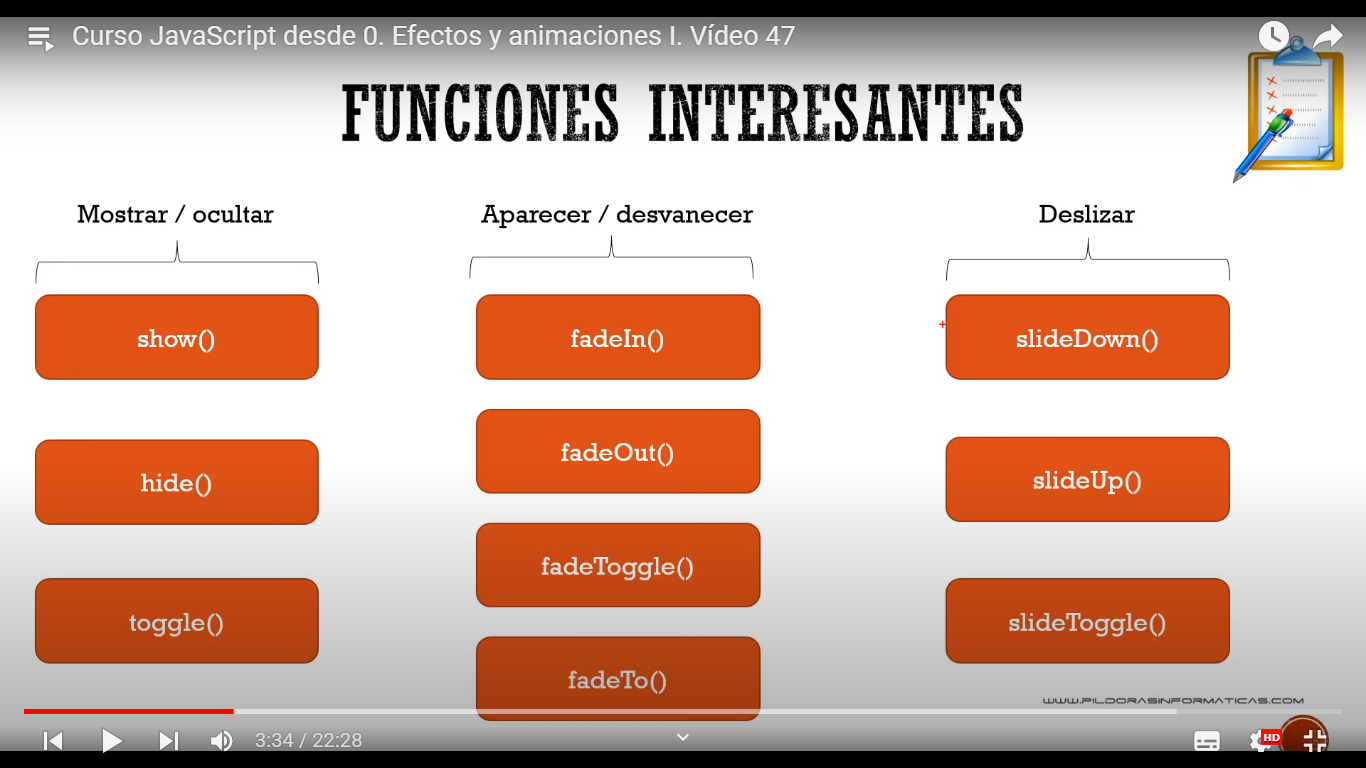 Curso JavaScript desde 0. Efectos y animaciones I. Vídeo 47
FUNCIONES INTERESANTES
Mostrar / ocultar
show()
hide()
toggle()
Aparecer / desvanecer
fadeIn()
fadeOut()
fadeToggle()
fadeTo()
Deslizar
slideDown()
slideUp()
slideToggle()
WWW.PILDORASINFORMATICAS.COM
3:34 / 22:28
HD